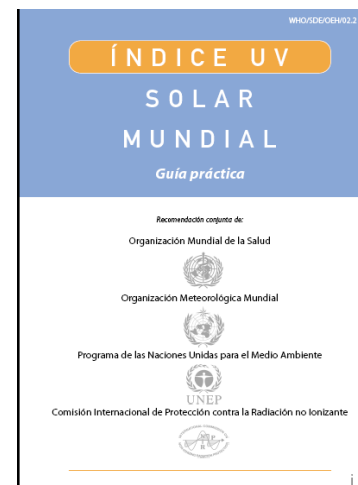 WHO/SDE/OEH/02.2
ÍNDICE UV
SOLAR
MUNDIAL
Guía práctica
Recomendación conjunta de:
Organización Mundial de la Salud
Organización Meteorológica Mundial
Programa de las Naciones Unidas para el Medio Ambiente
UNEP
Comisión Internacional de Protección contra la Radiación no Ionizante
i